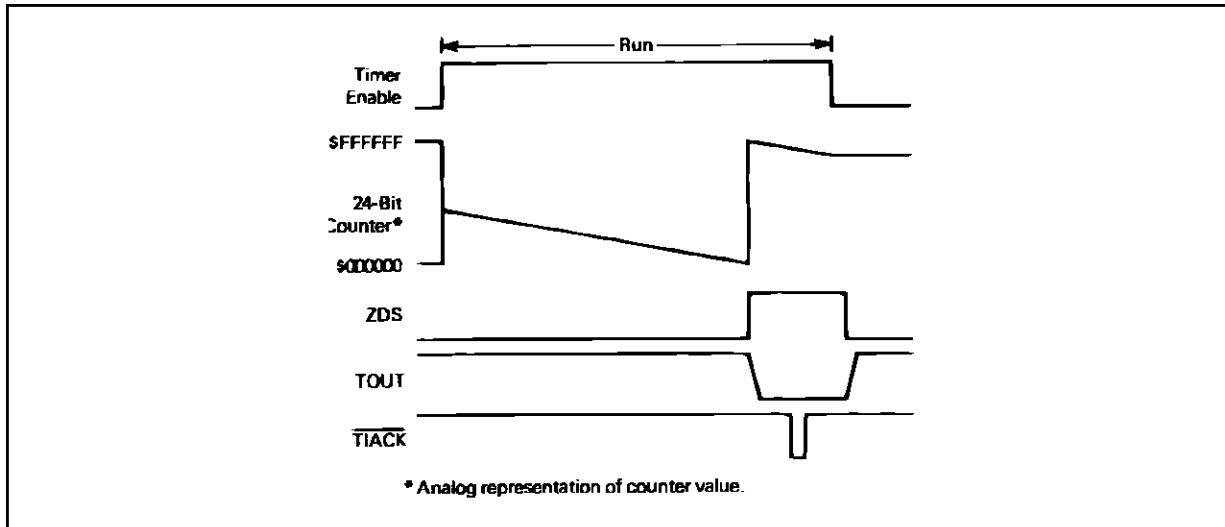 Run
Timer
Enable
$FFFFFF
24-Bit
Counter*
$000000
ZDS
TOUT
TIACK
* Analog representation of counter value.